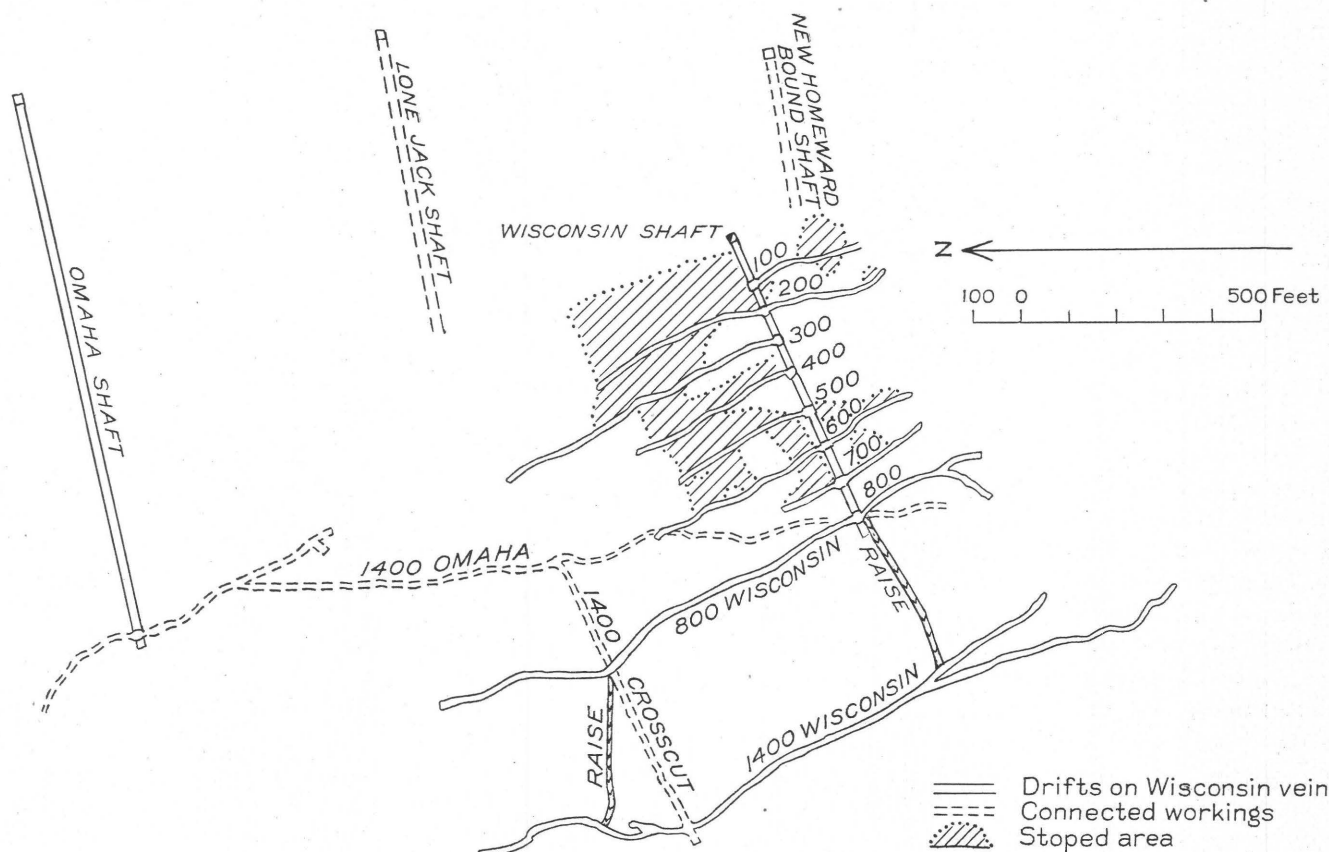 OMAHA SHAFT
LONE JACK SHAFT
NEW HOMEWARD
BOUND SHAFT
WISCONSIN SHAFT
N
100 0 500 Feet
100
200
300
400
500
600
700
800
1400 OMAHA
800 WISCONSIN
RAISE
1400 CROSSCUT
RAISE
1400 WISCONSIN
Drifts on Wisconsin vein
Connected workings
Stoped area